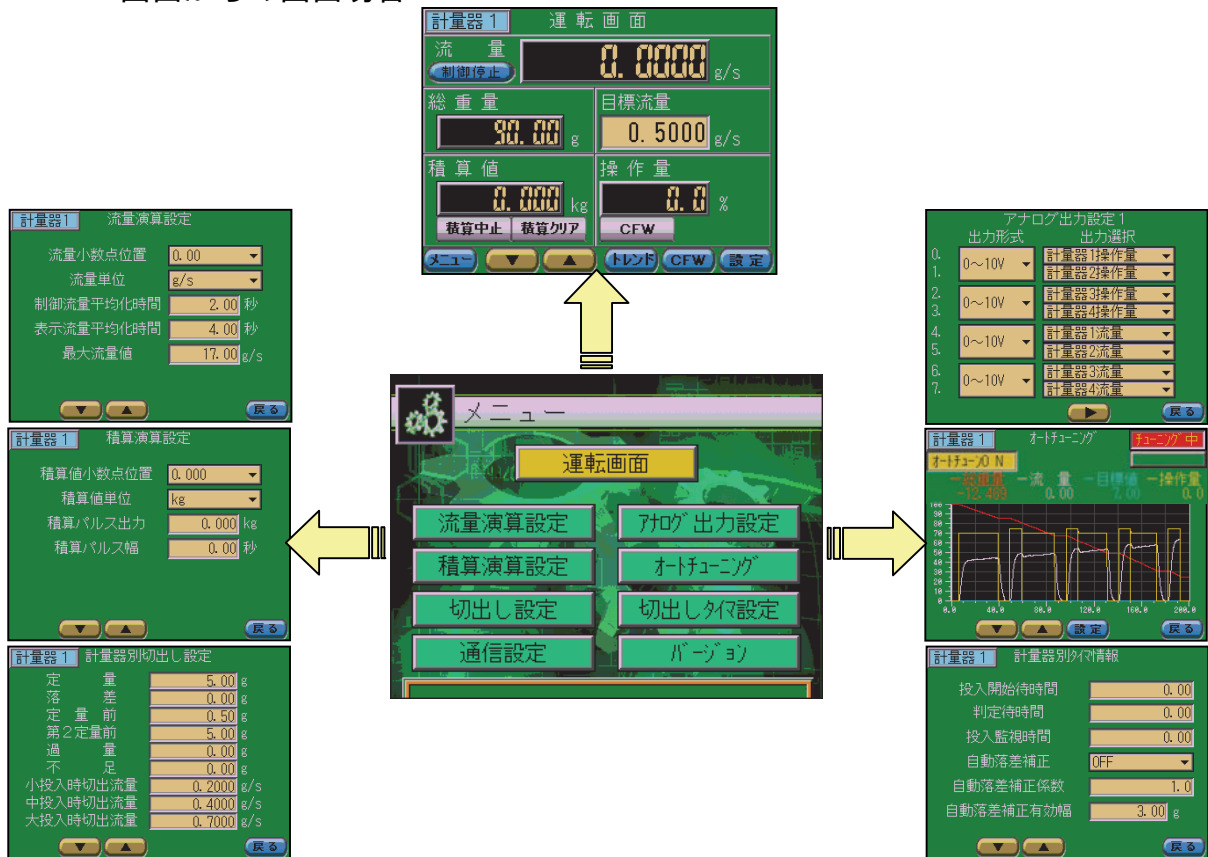 計量器1 運転画面
流 量
制御停止
0.0000 g/s
総重量
90.00 g
目標流量
0.5000 g/s
積算値
0.000 kg
積算中止 積算クリア
操作量
0.0 %
CFW
メニュー ▼ ▲ トレンド CFW 設定
計量器1 流量演算設定
流量小数点位置 0.00
流量単位 g/s
制御流量平均化時間 2.00 秒
表示流量平均化時間 4.00 秒
最大流量値 17.00 g/s
▼ ▲ 戻る
計量器1 積算演算設定
積算値小数点位置 0.000
積算値単位 kg
積算パルス出力 0.000 kg
積算パルス幅 0.00 秒
▼ ▲ 戻る
計量器1 計量器別切出し設定
定 量 5.00 g
落 差 0.00 g
定 量 前 0.50 g
第2定量前 5.00 g
過 量 0.00 g
不 足 0.00 g
小投入時切出流量 0.2000 g/s
中投入時切出流量 0.4000 g/s
大投入時切出流量 0.7000 g/s
▼ ▲ 戻る
メニュー
運転画面
流量演算設定 アナログ出力設定
積算演算設定 オートチューニング
切出し設定 切出しタイマ設定
通信設定 バージョン
アナログ出力設定1
出力形式 出力選択
0. 0~10V 計量器1操作量
1. 計量器2操作量
2. 0~10V 計量器3操作量
3. 計量器4操作量
4. 0~10V 計量器1流量
5. 計量器2流量
6. 0~10V 計量器3流量
7. 計量器4流量
▶ 戻る
計量器1 オートチューニング チューニング中
オートチューンON
総重量 流 量 目標値 操作量
-12.469 0.00 7.00 0.0
100
90
80
70
60
50
40
30
20
10
0
0.0 40.0 80.0 120.0 160.0 200.0
▼ ▲ 設定 戻る
計量器1 計量器別タイマ情報
投入開始待時間 0.00
判定待時間 0.00
投入監視時間 0.00
自動落差補正 OFF
自動落差補正係数 1.0
自動落差補正有効幅 3.00 g
▼ ▲ 戻る